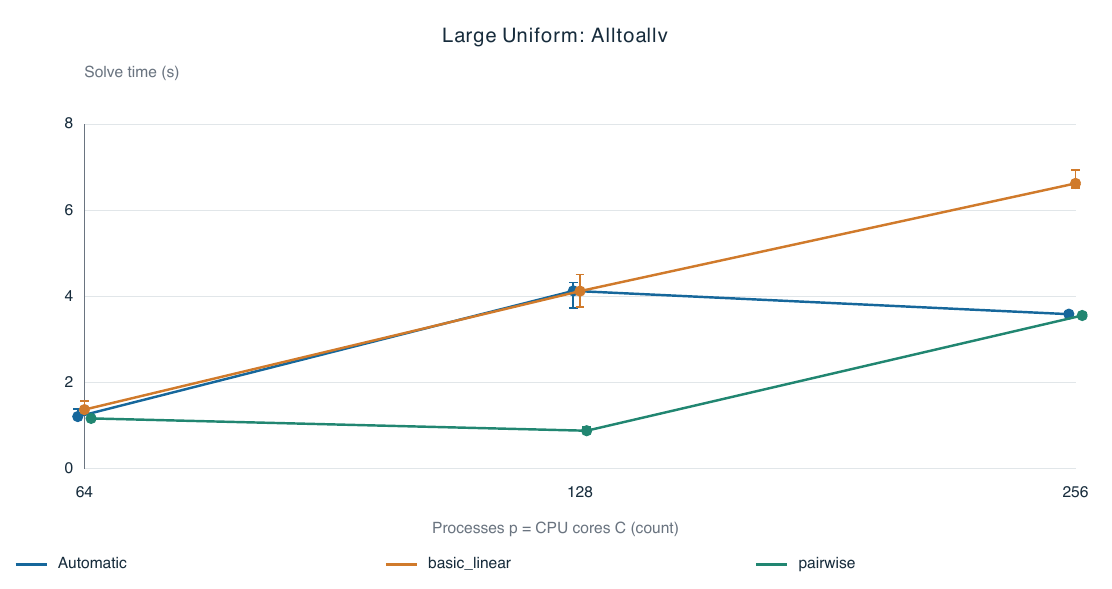 Large Uniform: Alltoallv
Solve time (s)
8
6
4
2
0
64 128 256
Processes p = CPU cores C (count)
Automatic basic_linear pairwise